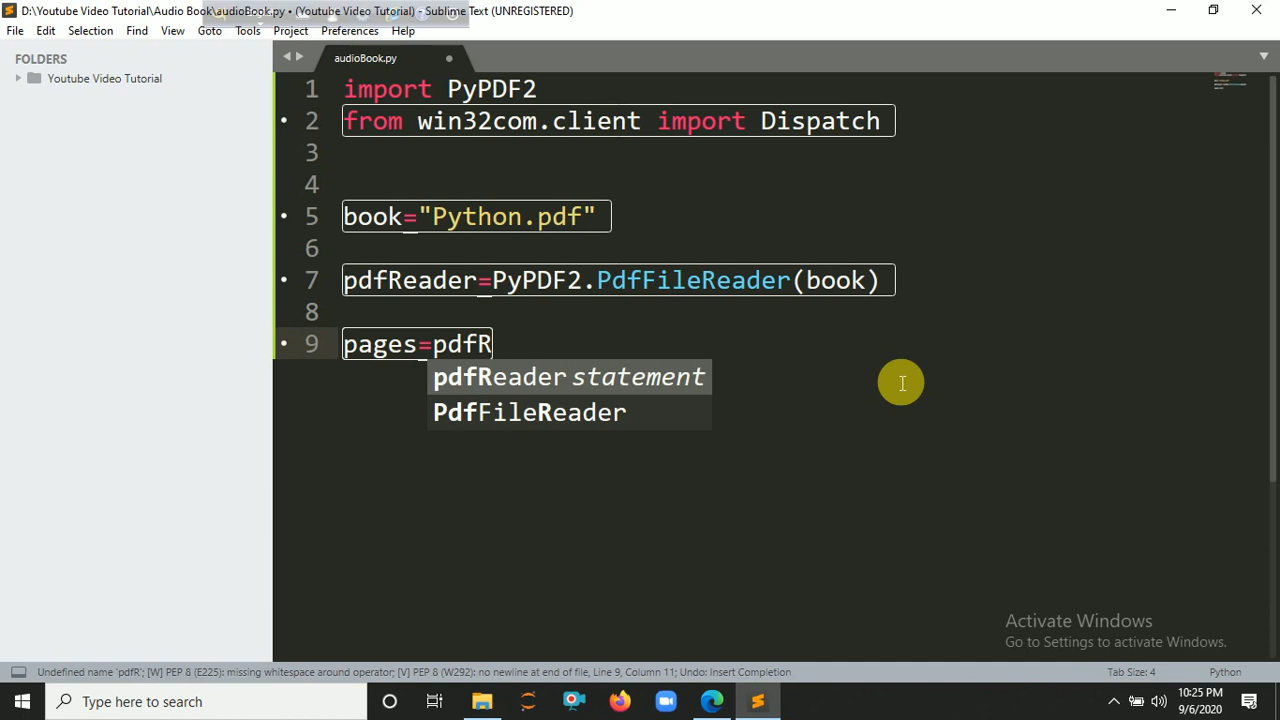 D:\Youtube Video Tutorial\Audio Book\audioBook.py • (Youtube Video Tutorial) - Sublime Text (UNREGISTERED)
File Edit Selection Find View Goto Tools Project Preferences Help
FOLDERS
Youtube Video Tutorial
audioBook.py
1 import PyPDF2
2 from win32com.client import Dispatch
3
4
5 book="Python.pdf"
6
7 pdfReader=PyPDF2.PdfFileReader(book)
8
9 pages=pdfR
pdfReader statement
PdfFileReader
Activate Windows
Go to Settings to activate Windows.
Undefined name 'pdfR'; [W] PEP 8 (E225): missing whitespace around operator; [V] PEP 8 (W292): no newline at end of file, Line 9, Column 11; Undo: Insert Completion
Tab Size: 4
Python
Type here to search
10:25 PM
9/6/2020